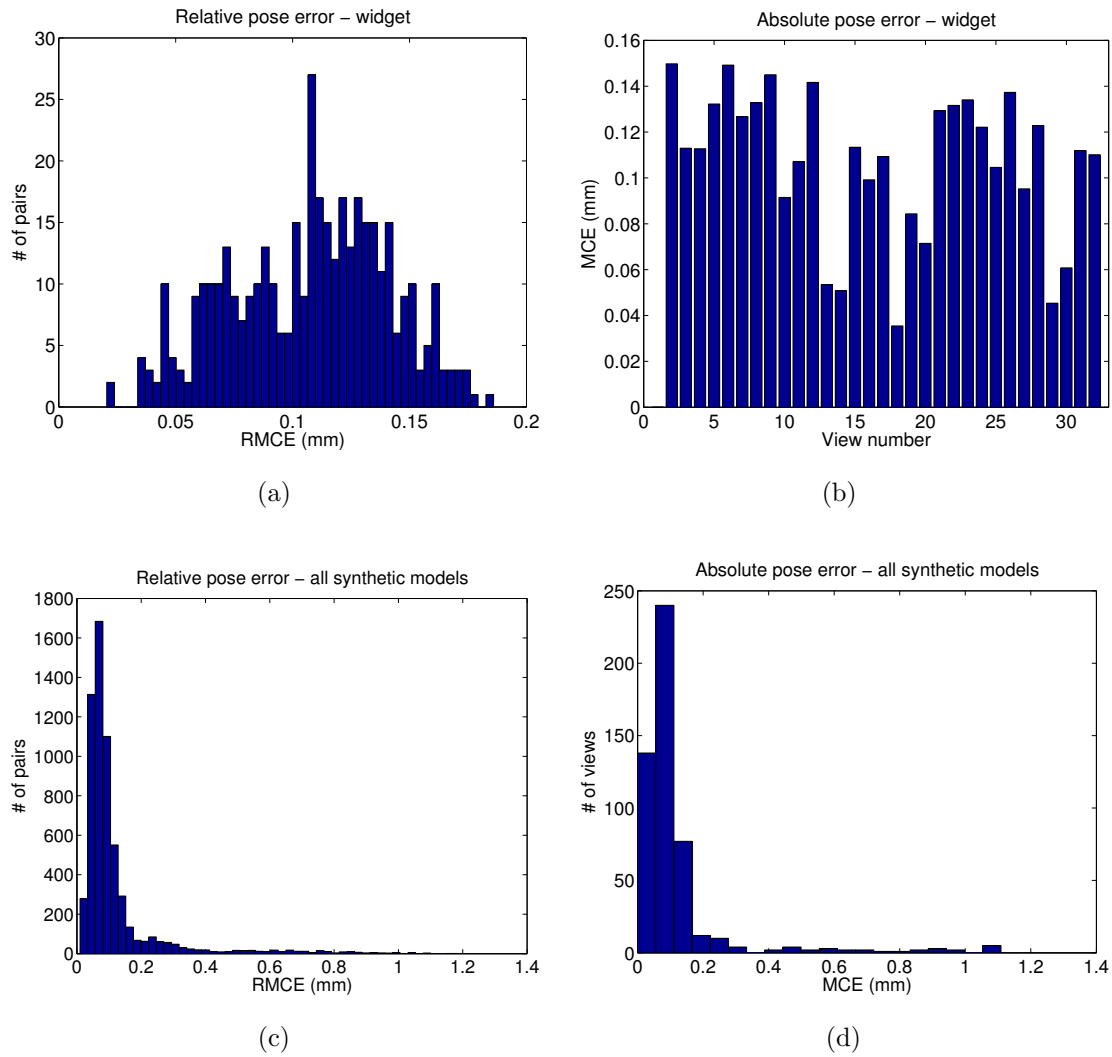 Relative pose error – widget
30
25
20
15
10
5
0
# of pairs
0 0.05 0.1 0.15 0.2
RMCE (mm)
(a)
Absolute pose error – widget
0.16
0.14
0.12
0.1
0.08
0.06
0.04
0.02
0
MCE (mm)
0 5 10 15 20 25 30
View number
(b)
Relative pose error – all synthetic models
1800
1600
1400
1200
1000
800
600
400
200
0
# of pairs
0 0.2 0.4 0.6 0.8 1 1.2 1.4
RMCE (mm)
(c)
Absolute pose error – all synthetic models
250
200
150
100
50
0
# of views
0 0.2 0.4 0.6 0.8 1 1.2 1.4
MCE (mm)
(d)